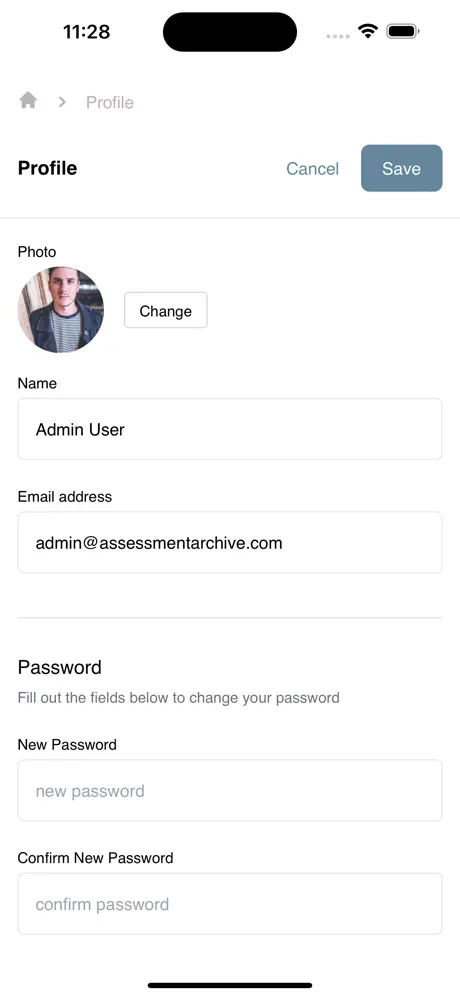 11:28
Profile
Profile
Cancel
Save
Photo
Change
Name
Admin User
Email address
admin@assessmentarchive.com
Password
Fill out the fields below to change your password
New Password
new password
Confirm New Password
confirm password